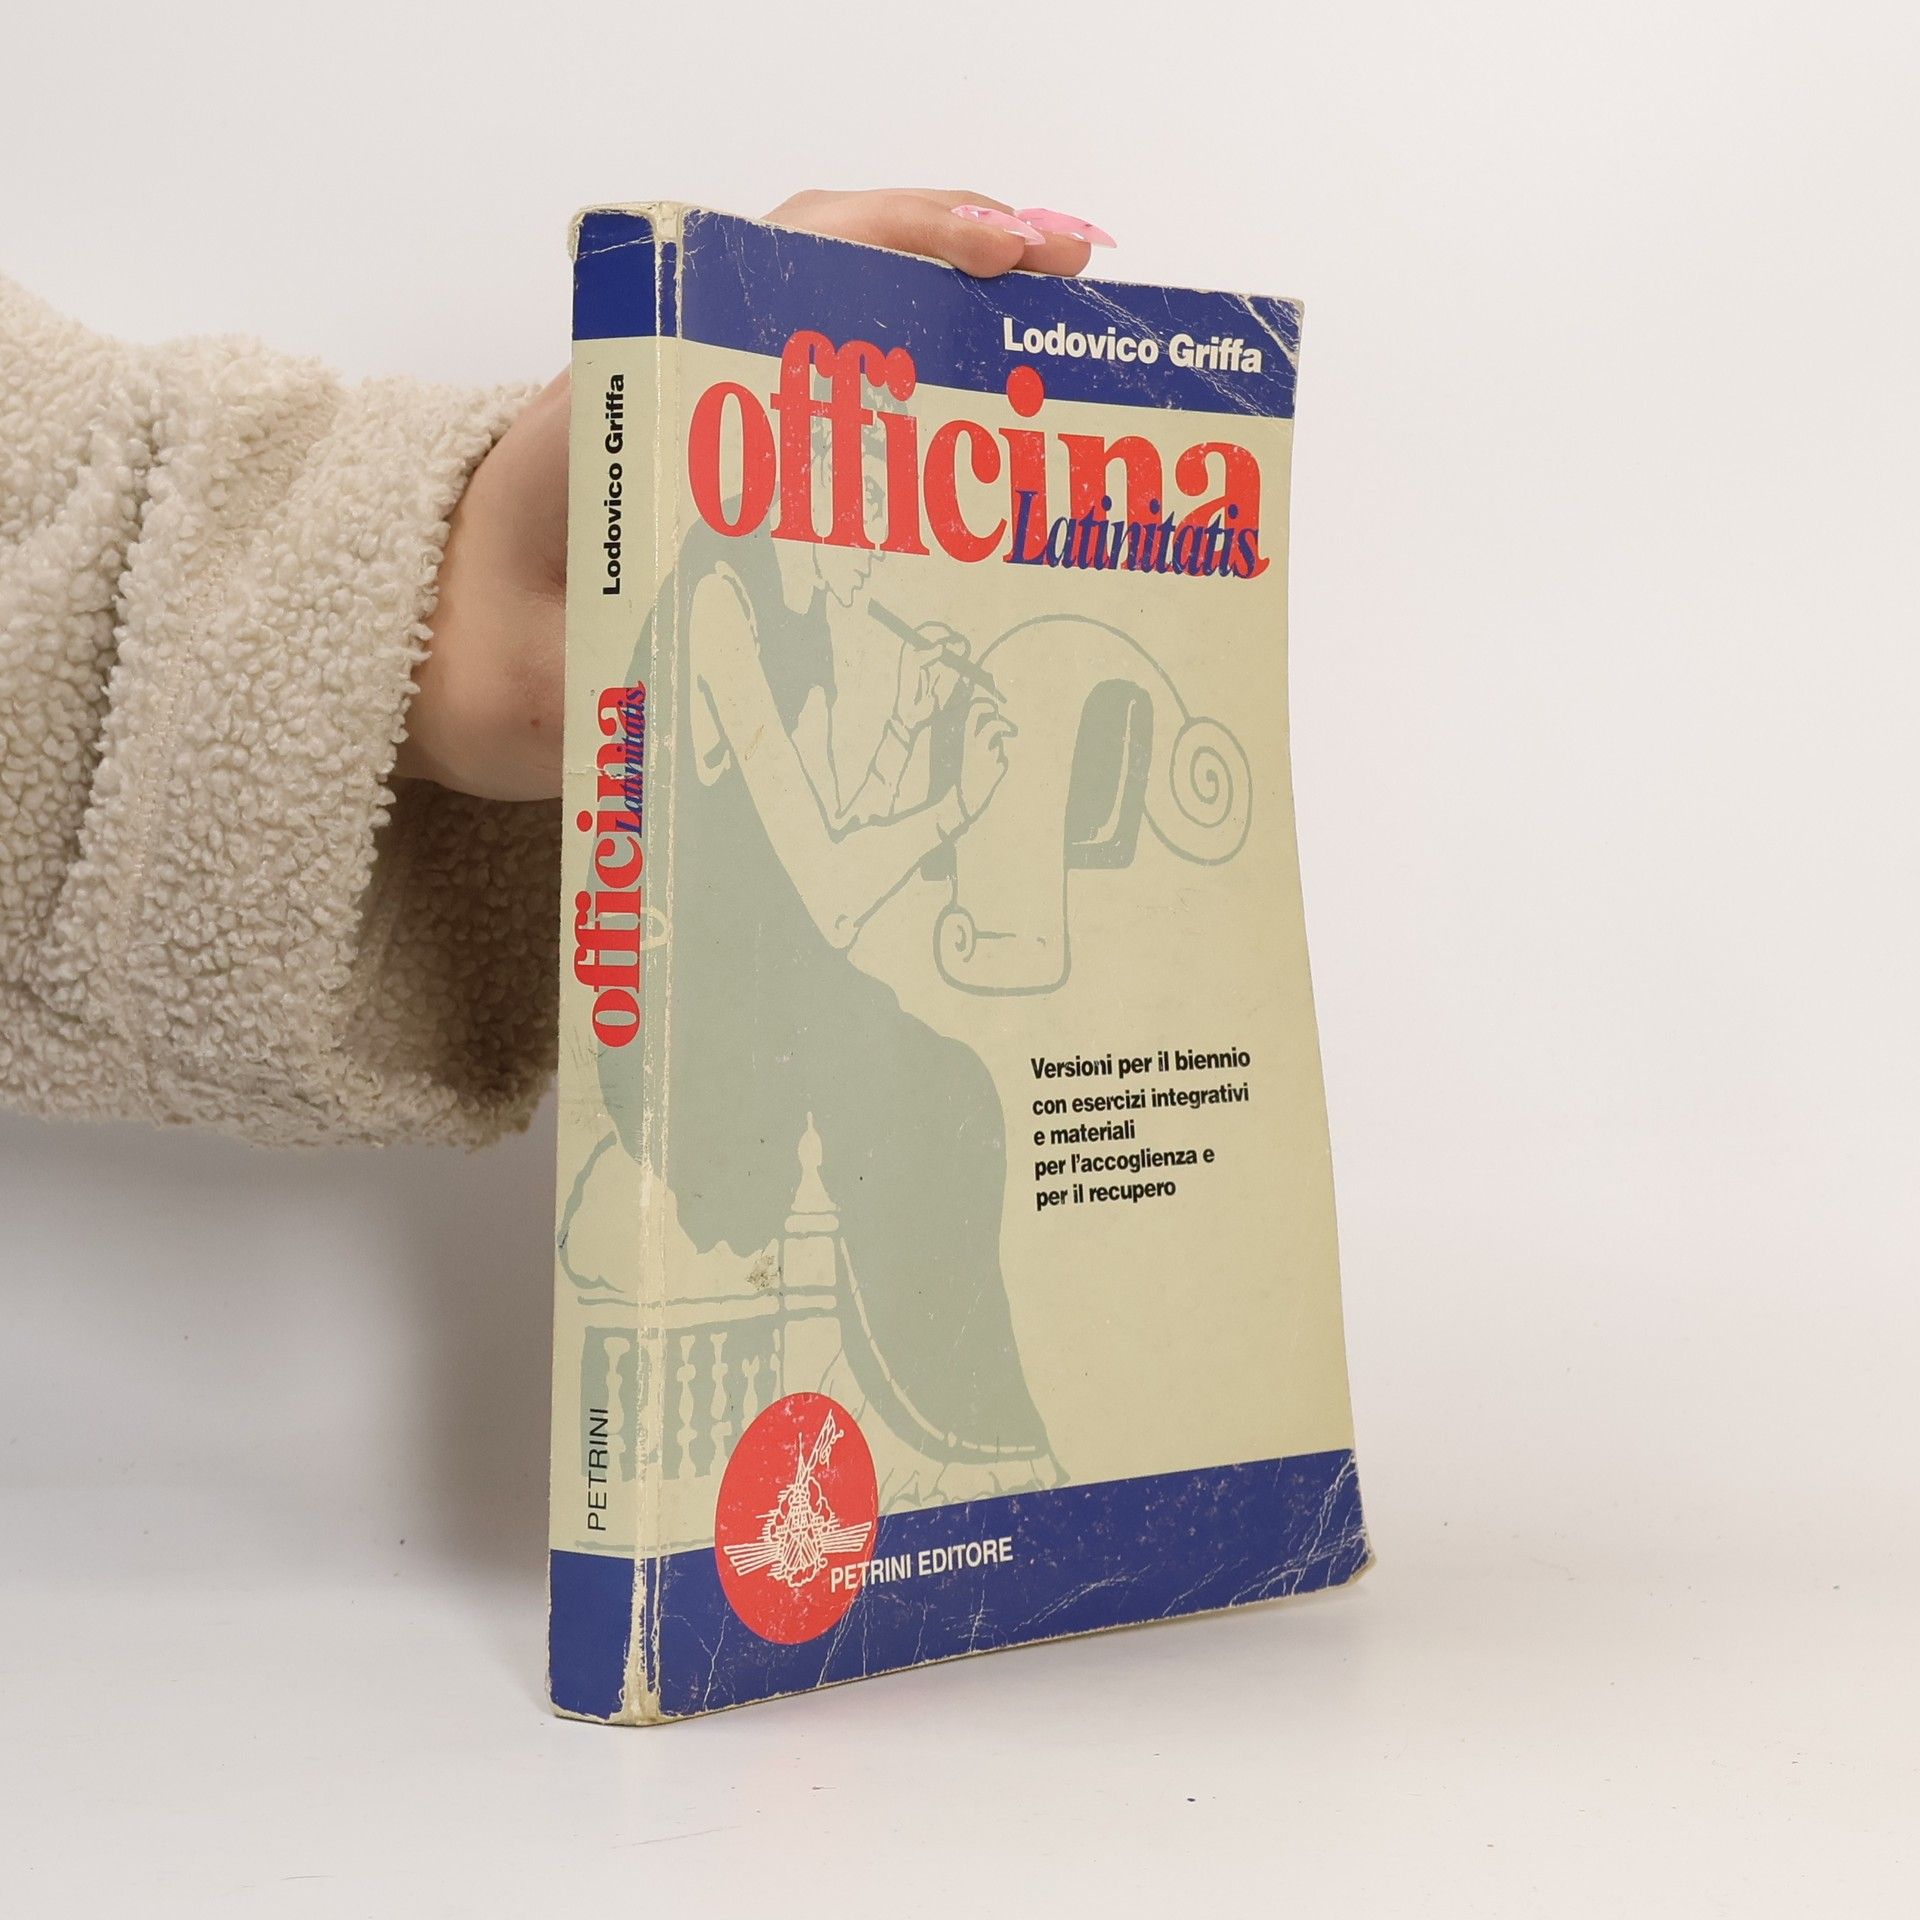 Lodovico Griffa
officina
Latinitatis
Versioni per il biennio
con esercizi integrativi
e materiali
per l'accoglienza e
per il recupero
PETRINI EDITORE
Lodovico Griffa
officina
Latinitatis
PETRINI